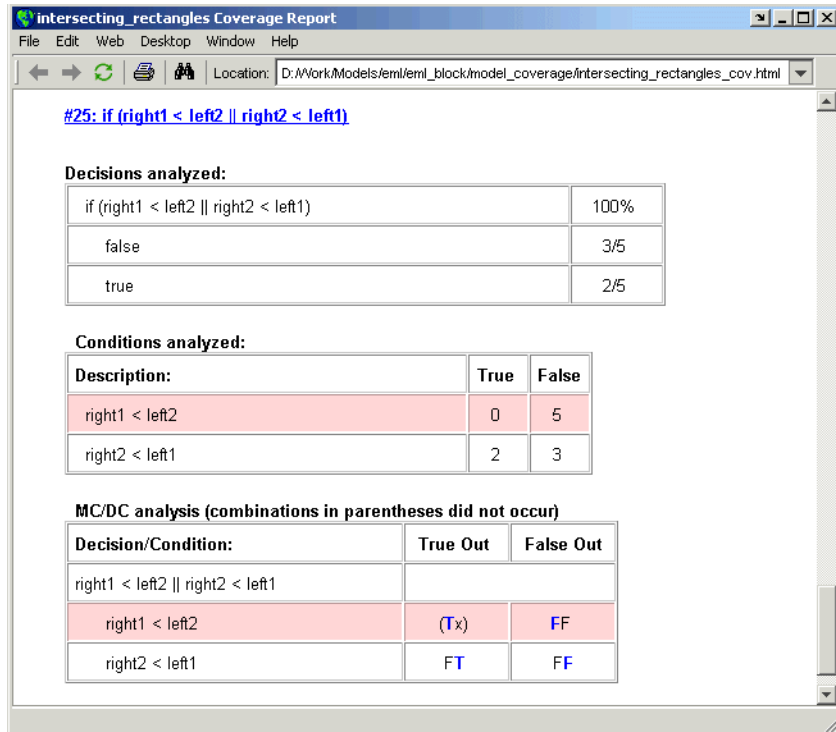 intersecting_rectangles Coverage Report
File Edit Web Desktop Window Help
Location: D:/Work/Models/eml/eml_block/model_coverage/intersecting_rectangles_cov.html
#25: if (right1 < left2 || right2 < left1)
Decisions analyzed:
if (right1 < left2 || right2 < left1) 100%
false 3/5
true 2/5
Conditions analyzed:
Description: True False
right1 < left2 0 5
right2 < left1 2 3
MC/DC analysis (combinations in parentheses did not occur)
Decision/Condition: True Out False Out
right1 < left2 || right2 < left1
right1 < left2 (Tx) FF
right2 < left1 FT FF